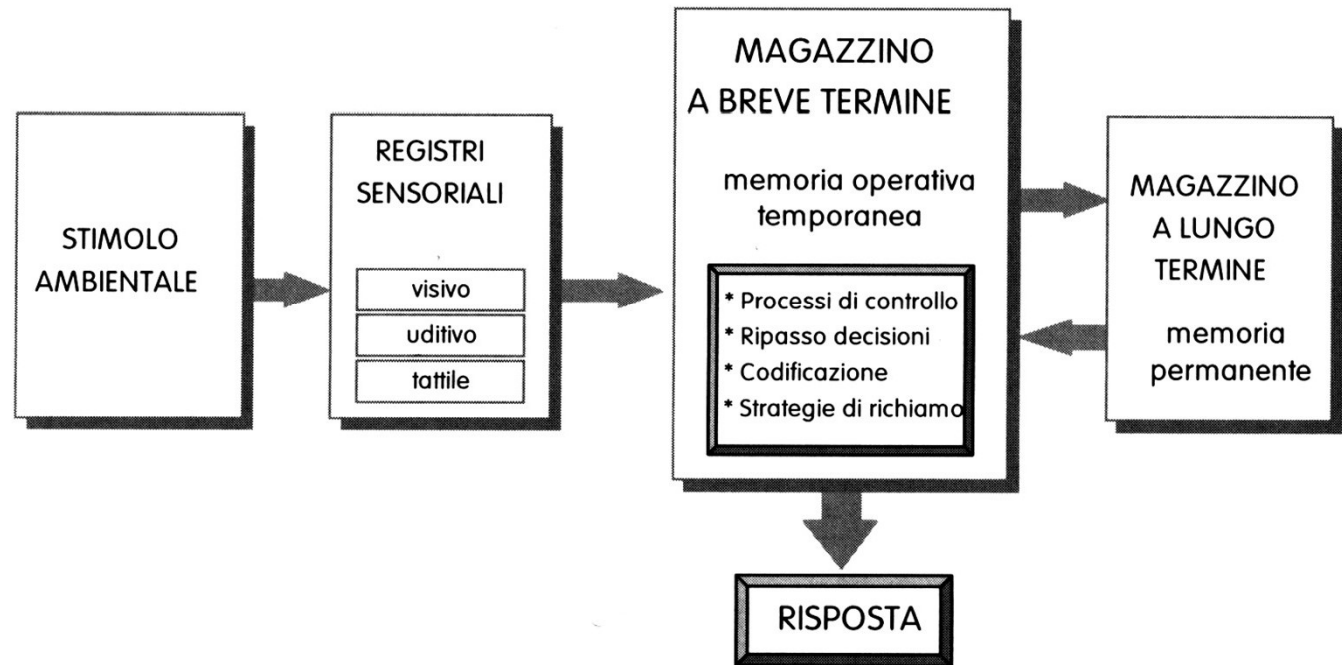 STIMOLO
AMBIENTALE
REGISTRI
SENSORIALI
visivo
uditivo
tattile
MAGAZZINO
A BREVE TERMINE
memoria operativa
temporanea
* Processi di controllo
* Ripasso decisioni
* Codificazione
* Strategie di richiamo
MAGAZZINO
A LUNGO
TERMINE
memoria
permanente
RISPOSTA